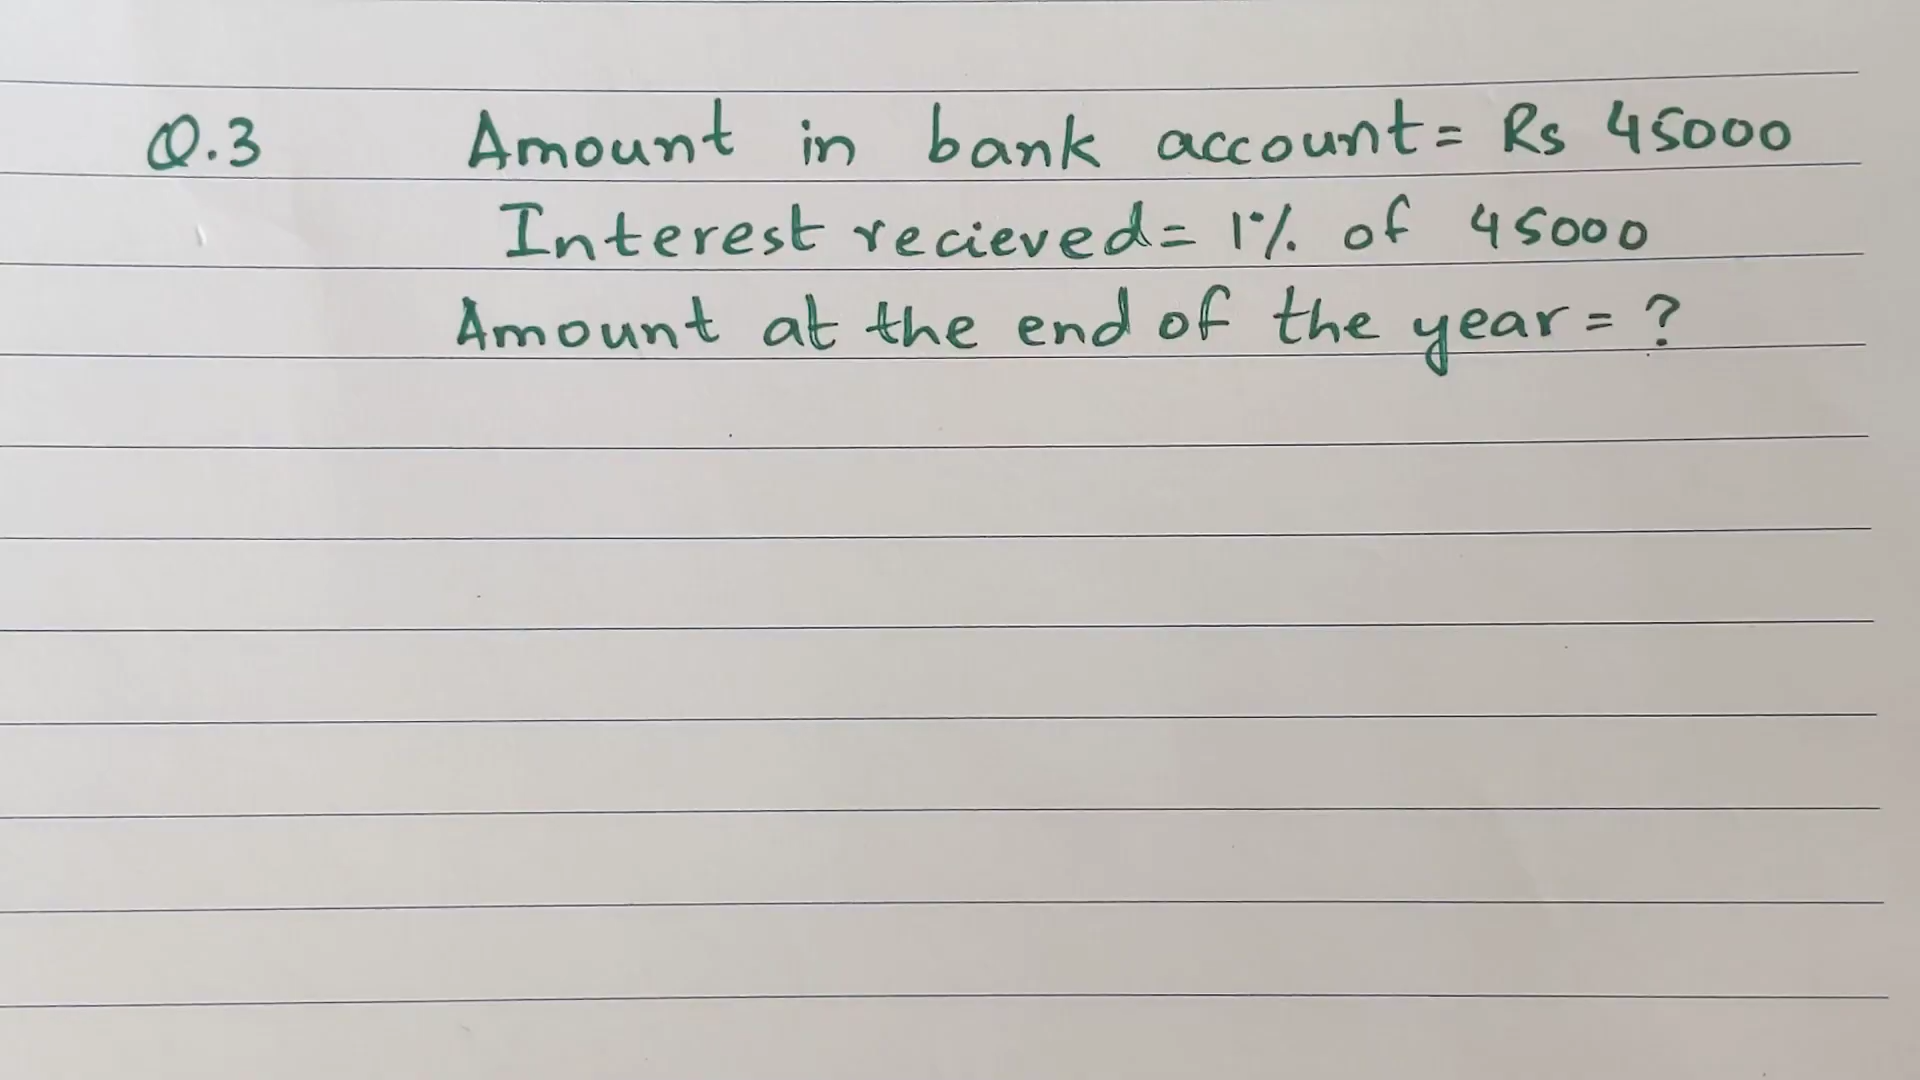 Q.3 Amount in bank account= Rs 45000
Interest recieved= 1% of 45000
Amount at the end of the year= ?